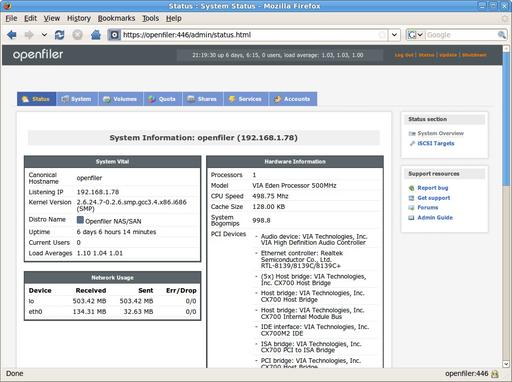 Status : System Status - Mozilla Firefox
File Edit View History Bookmarks Tools Help
https://openfiler:446/admin/status.html
Google
openfiler
21:19:30 up 6 days, 6:15, 0 users, load average: 1.03, 1.03, 1.00
Log Out | Status | Update | Shutdown
Status System Volumes Quota Shares Services Accounts
System Information: openfiler (192.168.1.78)
System Vital
Canonical Hostname openfiler
Listening IP 192.168.1.78
Kernel Version 2.6.24.7-0.2.6.smp.gcc3.4.x86.i686
(SMP)
Distro Name Openfiler NAS/SAN
Uptime 6 days 6 hours 14 minutes
Current Users 0
Load Averages 1.10 1.04 1.01
Network Usage
Device Received Sent Err/Drop
lo 503.42 MB 503.42 MB 0/0
eth0 134.31 MB 32.63 MB 0/0
Hardware Information
Processors 1
Model VIA Eden Processor 500MHz
CPU Speed 498.75 Mhz
Cache Size 128.00 KB
System Bogomips 998.8
PCI Devices
- Audio device: VIA Technologies, Inc.
VIA High Definition Audio Controller
- Ethernet controller: Realtek
Semiconductor Co., Ltd.
RTL-8139/8139C/8139C+
- (5x) Host bridge: VIA Technologies,
Inc. CX700 Host Bridge
- Host bridge: VIA Technologies, Inc.
CX700 Internal Module Bus
- Host bridge: VIA Technologies, Inc.
CX700 Host Bridge
- IDE interface: VIA Technologies, Inc.
CX700M2 IDE
- ISA bridge: VIA Technologies, Inc.
CX700 PCI to ISA Bridge
- PCI bridge: VIA Technologies, Inc.
Status section
System Overview
iSCSI Targets
Support resources
Report bug
Get support
Forums
Admin Guide
Done
openfiler:446